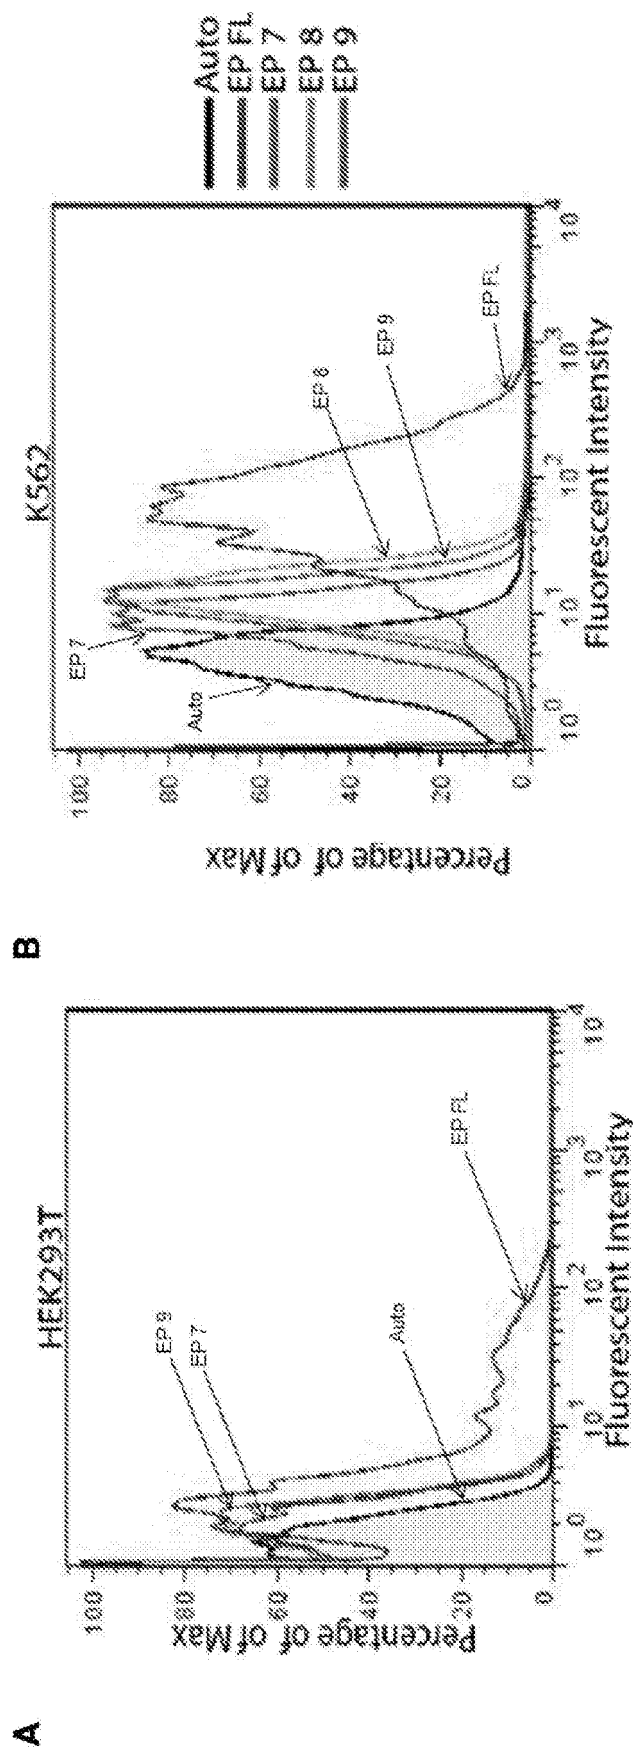 A
HEK293T
Percentage of of Max
100
80
60
40
20
0
EP 9
EP 7
Auto
EP FL
10^0
10^1
10^2
10^3
10^4
Fluorescent Intensity
B
K562
Percentage of of Max
100
80
60
40
20
0
Auto
EP 7
EP 8
EP 9
EP FL
10^0
10^1
10^2
10^3
10^4
Fluorescent Intensity
Auto
EP FL
EP 7
EP 8
EP 9